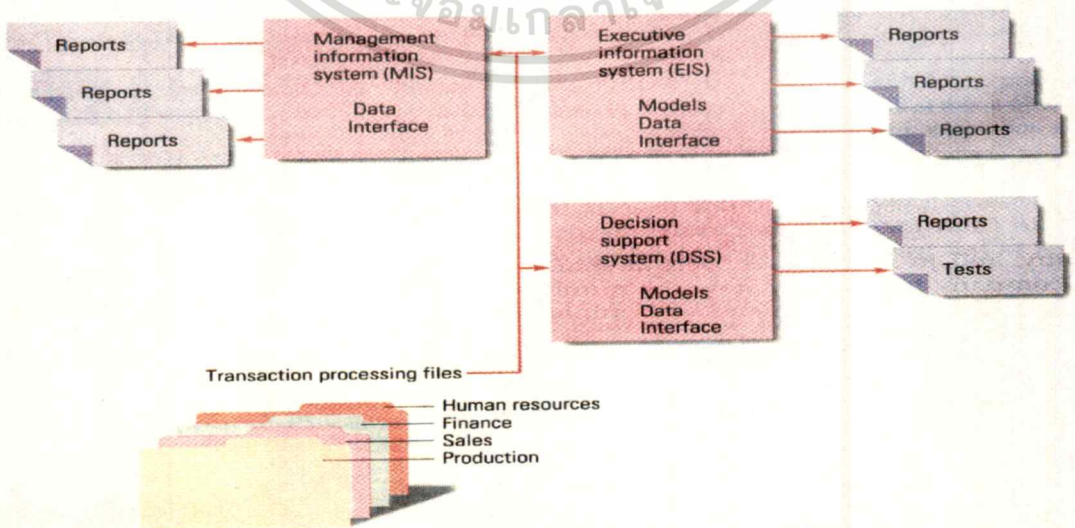 Reports
Reports
Reports
Management
information
system (MIS)
Data
Interface
Executive
information
system (EIS)
Models
Data
Interface
Reports
Reports
Reports
Decision
support
system (DSS)
Models
Data
Interface
Reports
Tests
Transaction processing files
Human resources
Finance
Sales
Production